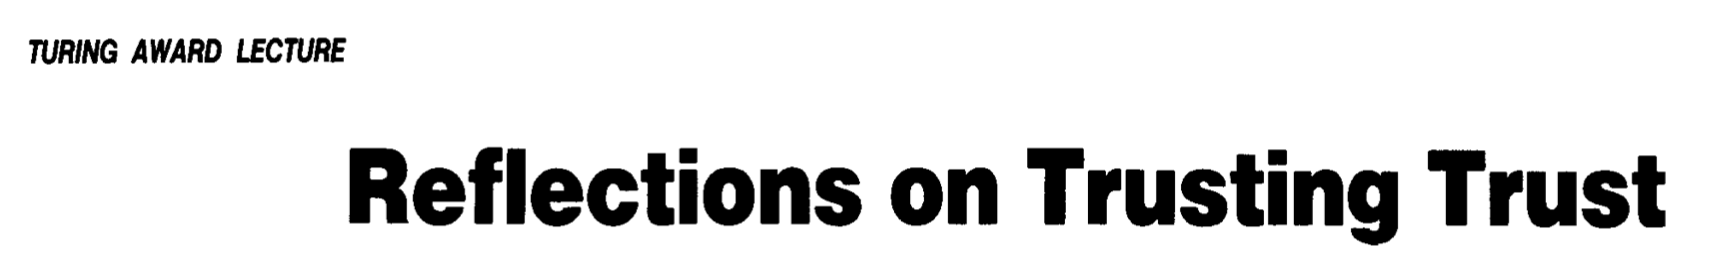 TURING AWARD LECTURE
Reflections on Trusting Trust